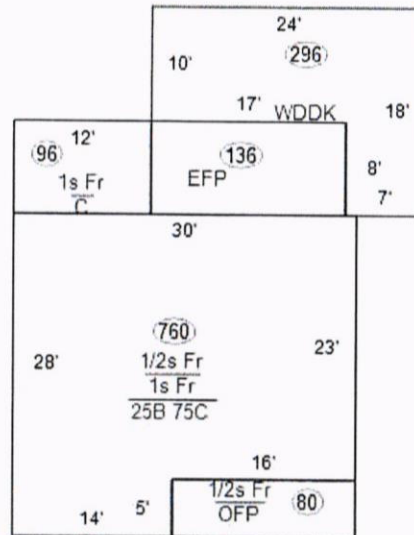 24'
296
10'
17'
WDDK
18'
12'
96
136
8'
EFP
7'
1s Fr
C
30'
760
28'
1/2s Fr
23'
1s Fr
25B 75C
16'
1/2s Fr
80
OFP
5'
14'